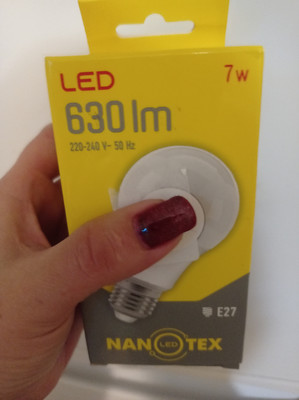 LED
7w
630 lm
220-240 V~ 50 Hz
E27
NANOTEX
LED